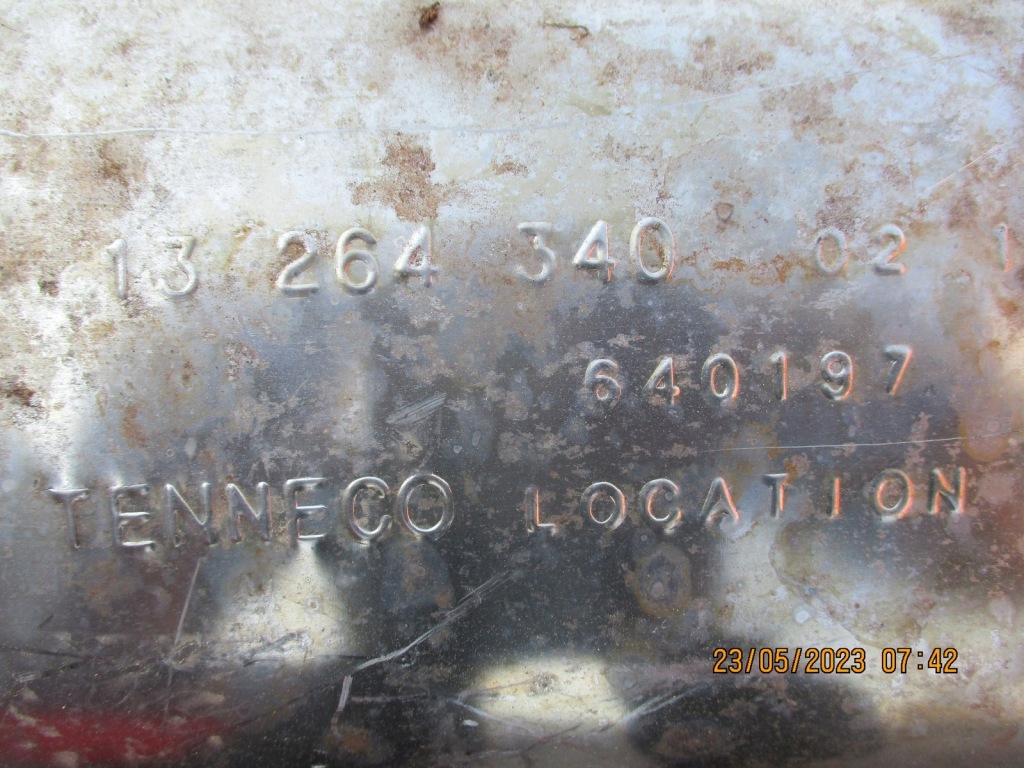 13 264 340 02 1
640197
TENNECO LOCATION
23/05/2023 07:42